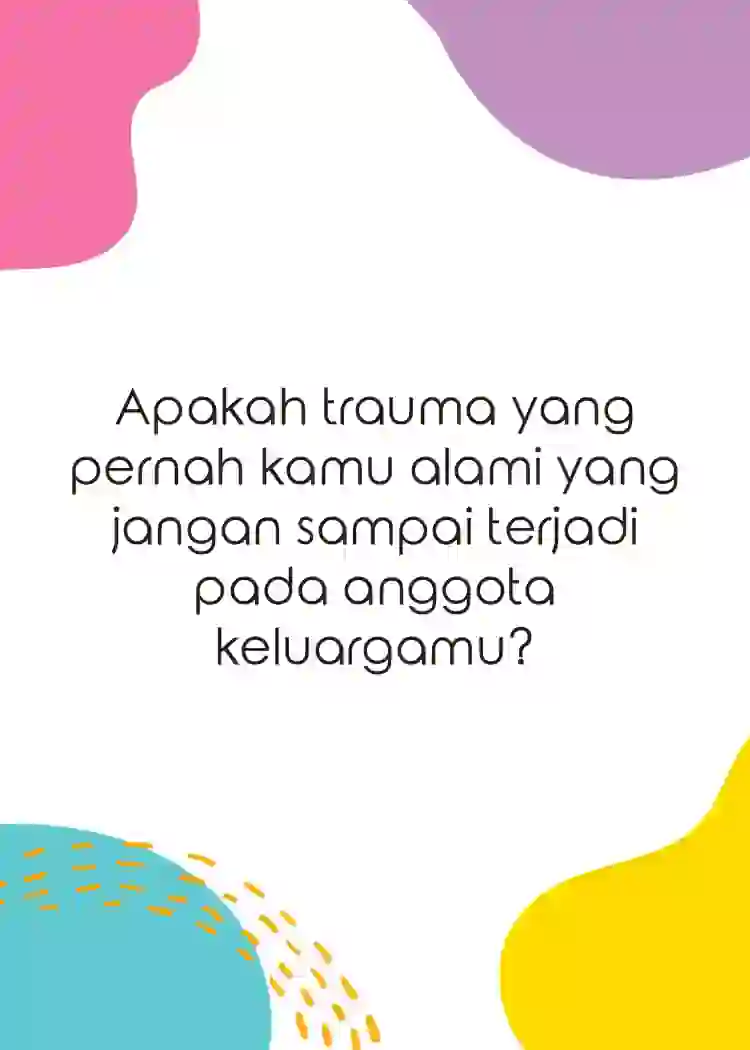 Apakah trauma yang
pernah kamu alami yang
jangan sampai terjadi
pada anggota
keluargamu?